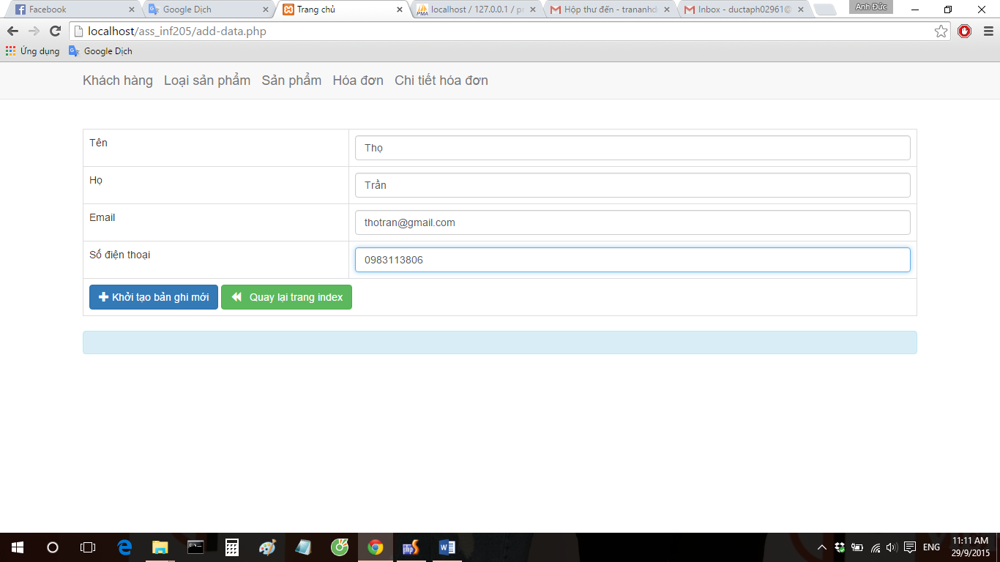 Facebook
Google Dịch
Trang chủ
localhost / 127.0.0.1 / p
Hộp thư đến - trananhd
Inbox - ductaph02961@
Anh Đức
localhost/ass_inf205/add-data.php
Ứng dụng
Google Dịch
Khách hàng Loại sản phẩm Sản phẩm Hóa đơn Chi tiết hóa đơn
Tên
Thọ
Họ
Trần
Email
thotran@gmail.com
Số điện thoại
0983113806
Khởi tạo bản ghi mới
Quay lại trang index
ENG
11:11 AM
29/9/2015